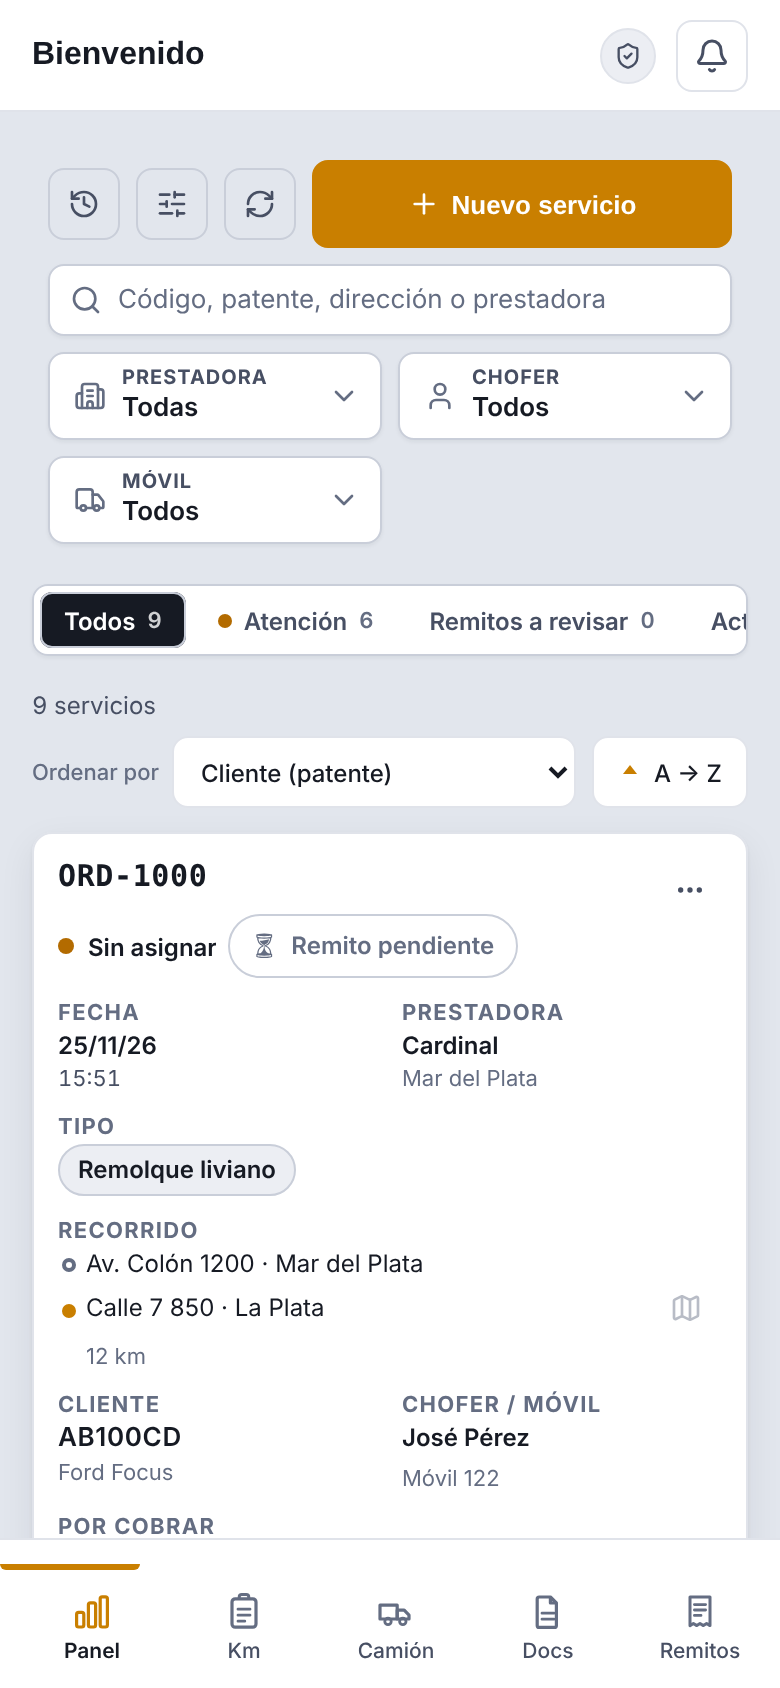 Bienvenido
Nuevo servicio
Código, patente, dirección o prestadora
PRESTADORA
Todas
CHOFER
Todos
MÓVIL
Todos
Todos 9 Atención 6 Remitos a revisar 0 Act
9 servicios
Ordenar por Cliente (patente) A → Z
ORD-1000
Sin asignar Remito pendiente
FECHA
25/11/26
15:51
PRESTADORA
Cardinal
Mar del Plata
TIPO
Remolque liviano
RECORRIDO
Av. Colón 1200 · Mar del Plata
Calle 7 850 · La Plata
12 km
CLIENTE
AB100CD
Ford Focus
CHOFER / MÓVIL
José Pérez
Móvil 122
POR COBRAR
Panel Km Camión Docs Remitos